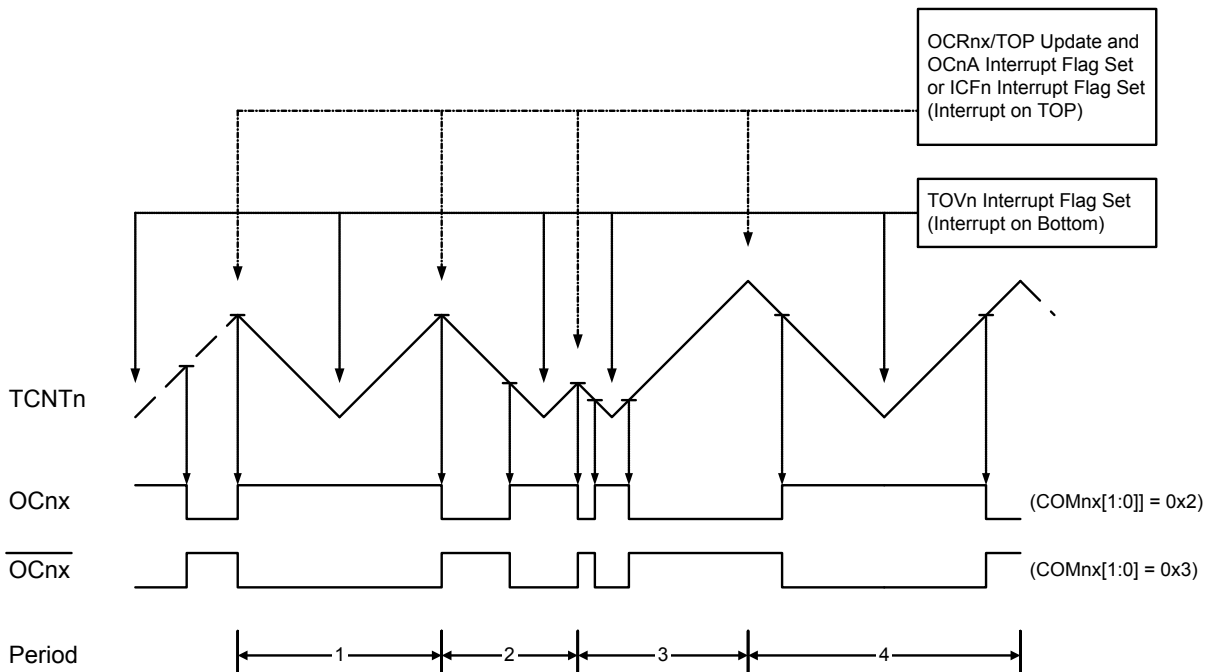 OCRnx/TOP Update and
OCnA Interrupt Flag Set
or ICFn Interrupt Flag Set
(Interrupt on TOP)
TOVn Interrupt Flag Set
(Interrupt on Bottom)
TCNTn
OCnx
(COMnx[1:0]] = 0x2)
OCnx
(COMnx[1:0] = 0x3)
Period
1
2
3
4